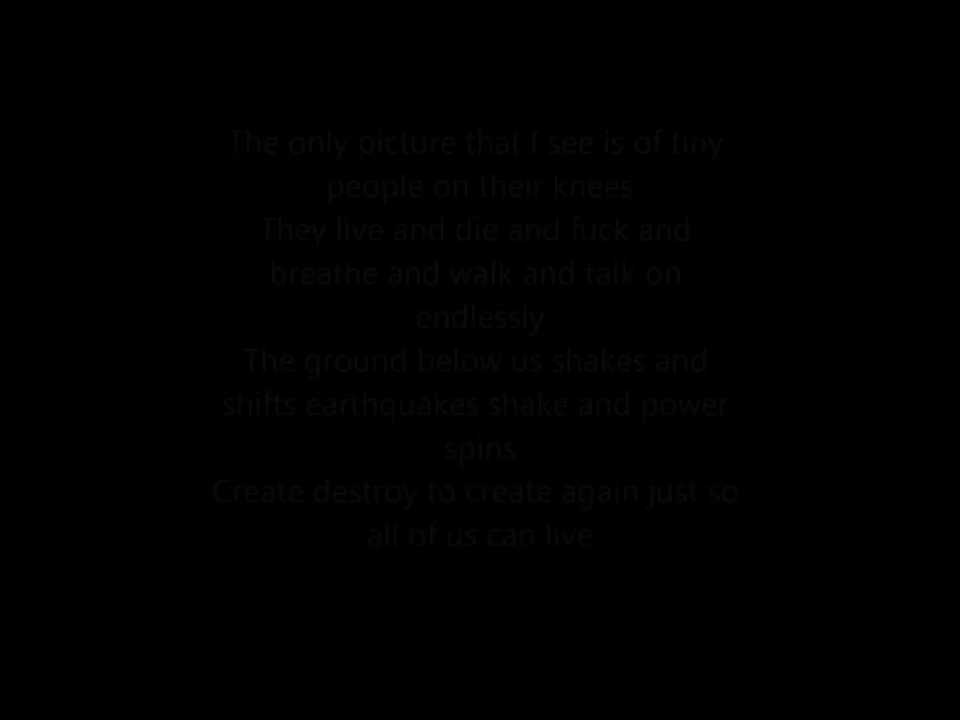 The only picture that I see is of tiny
people on their knees
They live and die and fuck and
breathe and walk and talk on
endlessly
The ground below us shakes and
shifts earthquakes shake and power
spins
Create destroy to create again just so
all of us can live